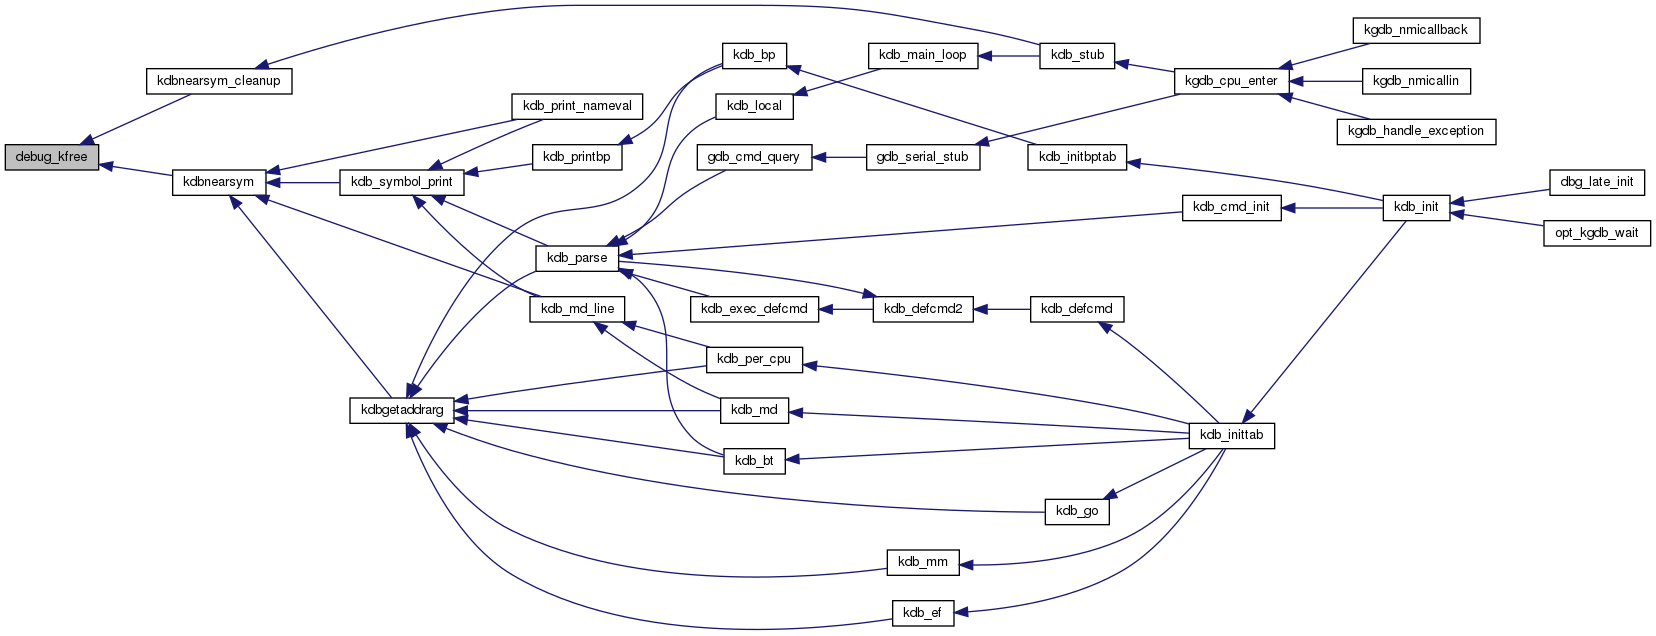 debug_kfree
kdbnearsym_cleanup
kdbnearsym
kdb_print_nameval
kdb_symbol_print
kdb_printbp
kdb_parse
kdb_md_line
kdbgetaddrarg
kdb_bp
kdb_local
gdb_cmd_query
kdb_exec_defcmd
kdb_per_cpu
kdb_md
kdb_bt
kdb_main_loop
gdb_serial_stub
kdb_defcmd2
kdb_mm
kdb_ef
kdb_stub
kdb_initbptab
kdb_defcmd
kdb_go
kgdb_cpu_enter
kdb_cmd_init
kdb_inittab
kgdb_nmicallback
kgdb_nmicallin
kgdb_handle_exception
kdb_init
dbg_late_init
opt_kgdb_wait